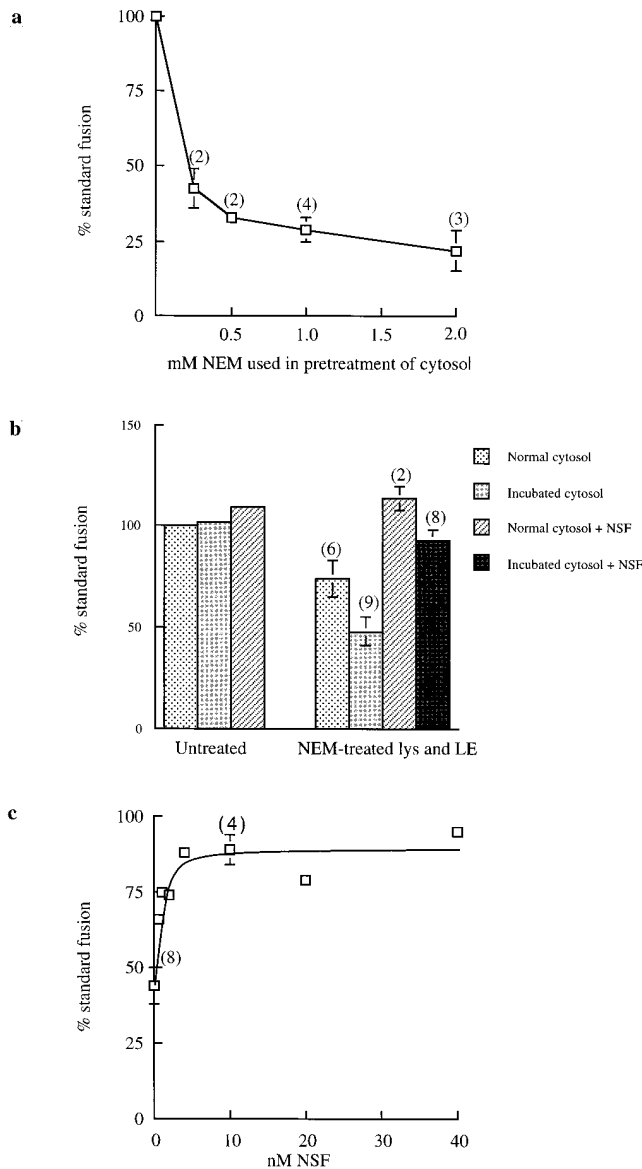 a
100
75
50
25
0
% standard fusion
(2)
(2)
(4)
(3)
0.5
1.0
1.5
2.0
mM NEM used in pretreatment of cytosol
b
150
100
50
0
% standard fusion
(6)
(9)
(2)
(8)
Untreated
NEM-treated lys and LE
Normal cytosol
Incubated cytosol
Normal cytosol + NSF
Incubated cytosol + NSF
c
100
75
50
25
0
% standard fusion
(4)
(8)
0
10
20
30
40
nM NSF